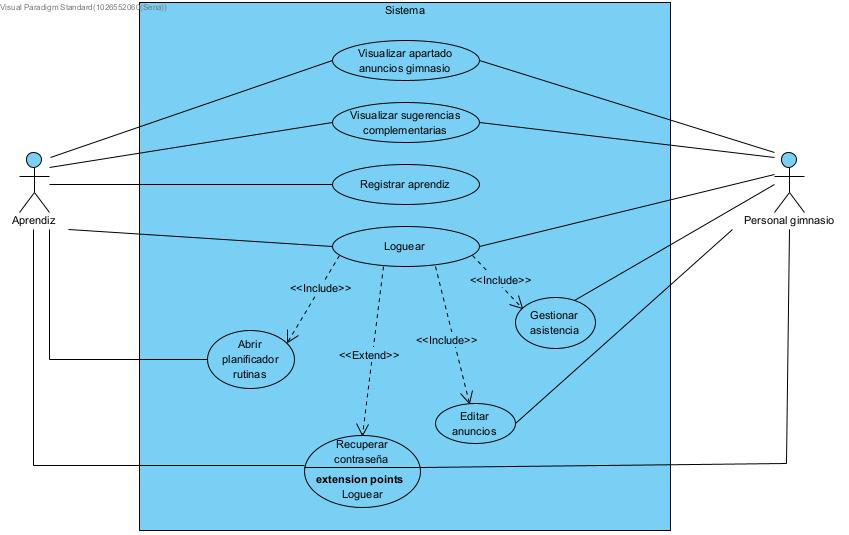 Visual Paradigm Standard(1026552060(Sena))
Sistema
Visualizar apartado
anuncios gimnasio
Visualizar sugerencias
complementarias
Registrar aprendiz
Aprendiz
Personal gimnasio
Loguear
<<Include>>
<<Include>>
Gestionar
asistencia
<<Include>>
<<Extend>>
Abrir
planificador
rutinas
Editar
anuncios
Recuperar
contraseña
extension points
Loguear